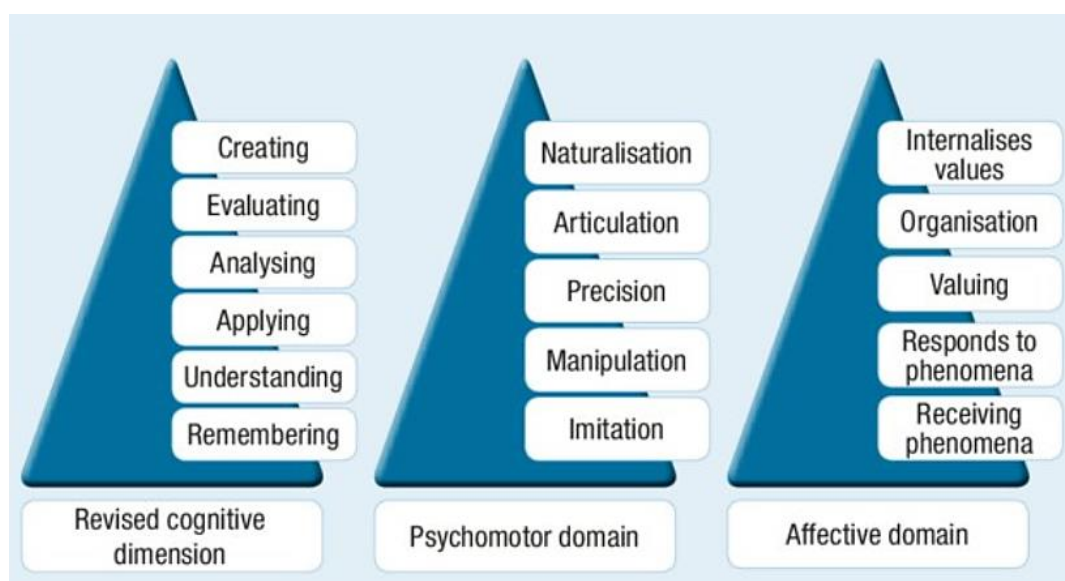 Creating
Evaluating
Analysing
Applying
Understanding
Remembering
Revised cognitive
dimension
Naturalisation
Articulation
Precision
Manipulation
Imitation
Psychomotor domain
Internalises
values
Organisation
Valuing
Responds to
phenomena
Receiving
phenomena
Affective domain